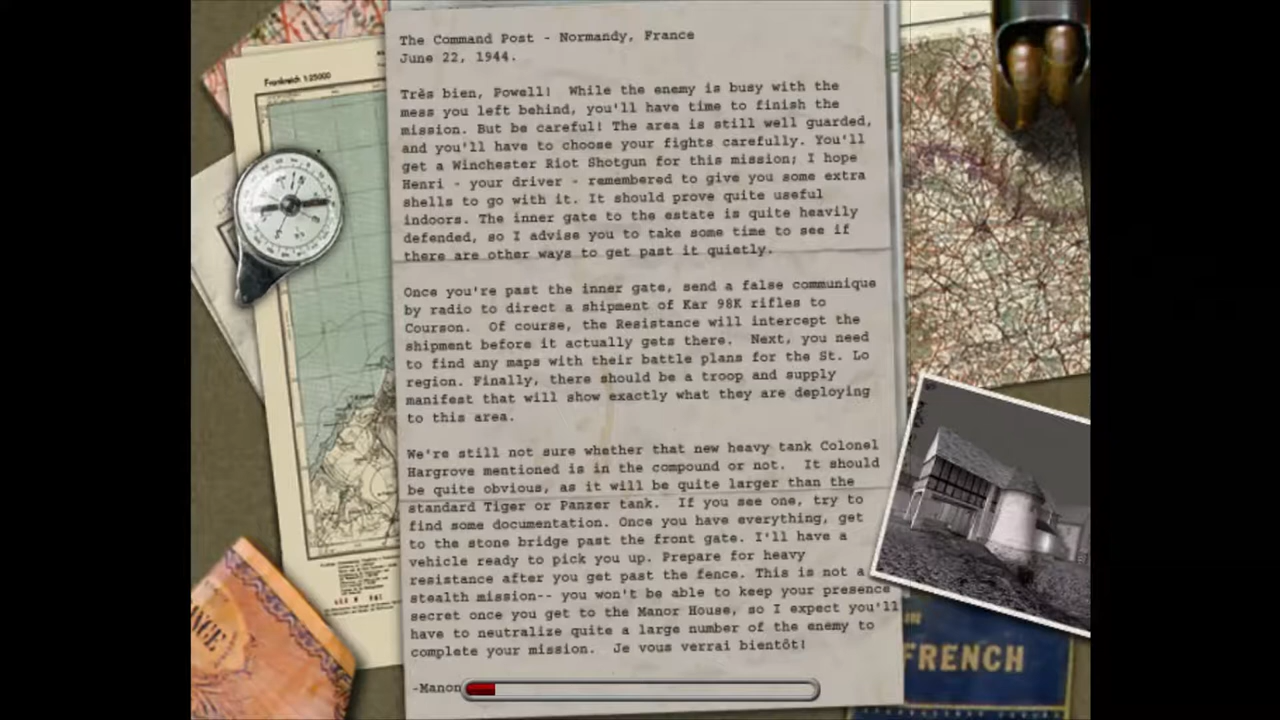 The Command Post - Normandy, France
June 22, 1944.
Très bien, Powell!  While the enemy is busy with the
mess you left behind, you'll have time to finish the
mission. But be careful! The area is still well guarded,
and you'll have to choose your fights carefully. You'll
get a Winchester Riot Shotgun for this mission; I hope
Henri - your driver - remembered to give you some extra
shells to go with it. It should prove quite useful
indoors. The inner gate to the estate is quite heavily
defended, so I advise you to take some time to see if
there are other ways to get past it quietly.
Once you're past the inner gate, send a false communique
by radio to direct a shipment of Kar 98K rifles to
Courson.  Of course, the Resistance will intercept the
shipment before it actually gets there.  Next, you need
to find any maps with their battle plans for the St. Lo
region. Finally, there should be a troop and supply
manifest that will show exactly what they are deploying
to this area.
We're still not sure whether that new heavy tank Colonel
Hargrove mentioned is in the compound or not.  It should
be quite obvious, as it will be quite larger than the
standard Tiger or Panzer tank.  If you see one, try to
find some documentation. Once you have everything, get
to the stone bridge past the front gate. I'll have a
vehicle ready to pick you up. Prepare for heavy
resistance after you get past the fence. This is not a
stealth mission-- you won't be able to keep your presence
secret once you get to the Manor House, so I expect you'll
have to neutralize quite a large number of the enemy to
complete your mission.  Je vous verrai bientôt!
-Manon
Frankreich 1:25000
FRENCH